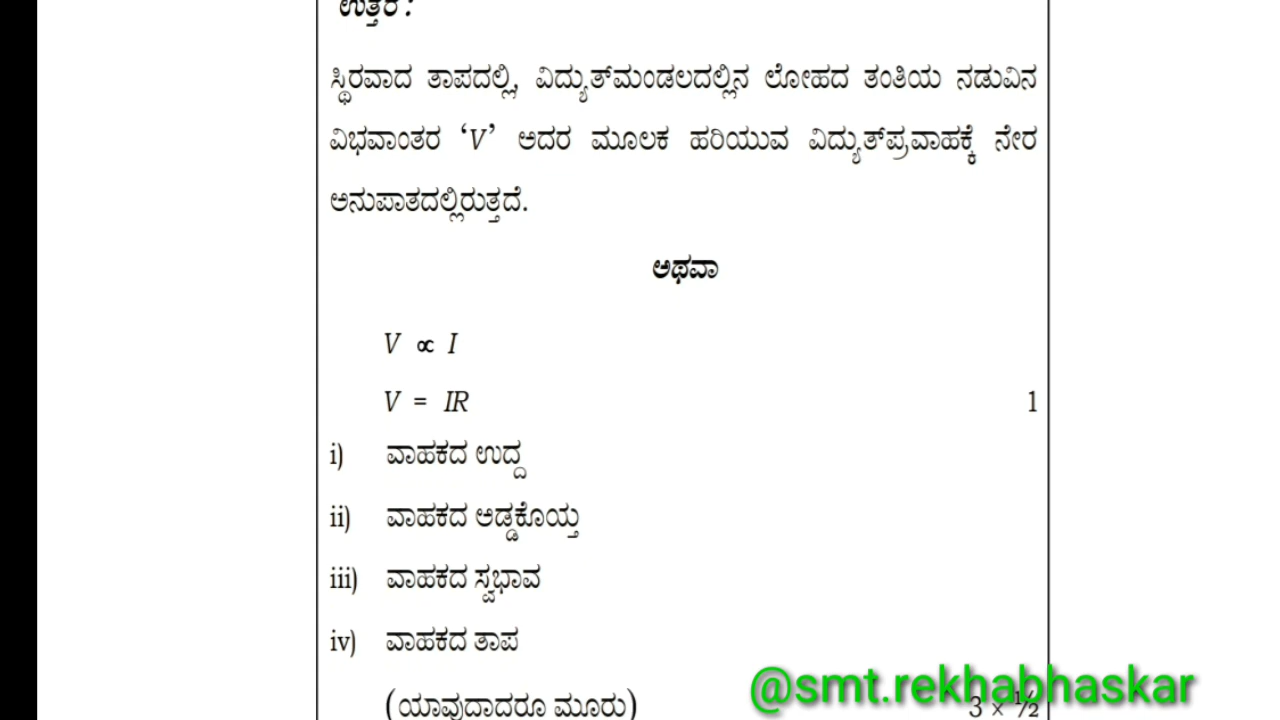 ಉತ್ತರ :
ಸ್ಥಿರವಾದ ತಾಪದಲ್ಲಿ, ವಿದ್ಯುತ್‌ಮಂಡಲದಲ್ಲಿನ ಲೋಹದ ತಂತಿಯ ನಡುವಿನ
ವಿಭವಾಂತರ ‘V’ ಅದರ ಮೂಲಕ ಹರಿಯುವ ವಿದ್ಯುತ್‌ಪ್ರವಾಹಕ್ಕೆ ನೇರ
ಅನುಪಾತದಲ್ಲಿರುತ್ತದೆ.
ಅಥವಾ
V ∝ I
V = IR 1
i) ವಾಹಕದ ಉದ್ದ
ii) ವಾಹಕದ ಅಡ್ಡಕೊಯ್ತ
iii) ವಾಹಕದ ಸ್ವಭಾವ
iv) ವಾಹಕದ ತಾಪ
(ಯಾವುದಾದರೂ ಮೂರು) 3 × ½
@smt.rekhabhaskar